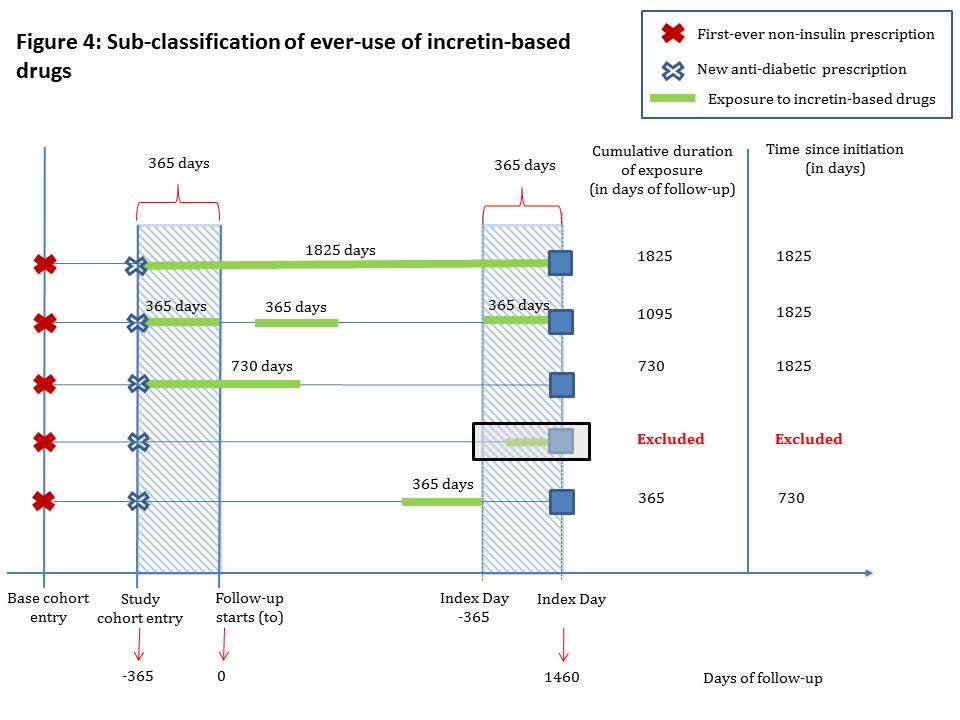 Figure 4: Sub-classification of ever-use of incretin-based
drugs
First-ever non-insulin prescription
New anti-diabetic prescription
Exposure to incretin-based drugs
365 days
365 days
Cumulative duration
of exposure
(in days of follow-up)
Time since initiation
(in days)
1825 days
1825
1825
365 days
365 days
365 days
1095
1825
730 days
730
1825
Excluded
Excluded
365 days
365
730
Base cohort
entry
Study
cohort entry
Follow-up
starts (to)
Index Day
-365
Index Day
-365
0
1460
Days of follow-up